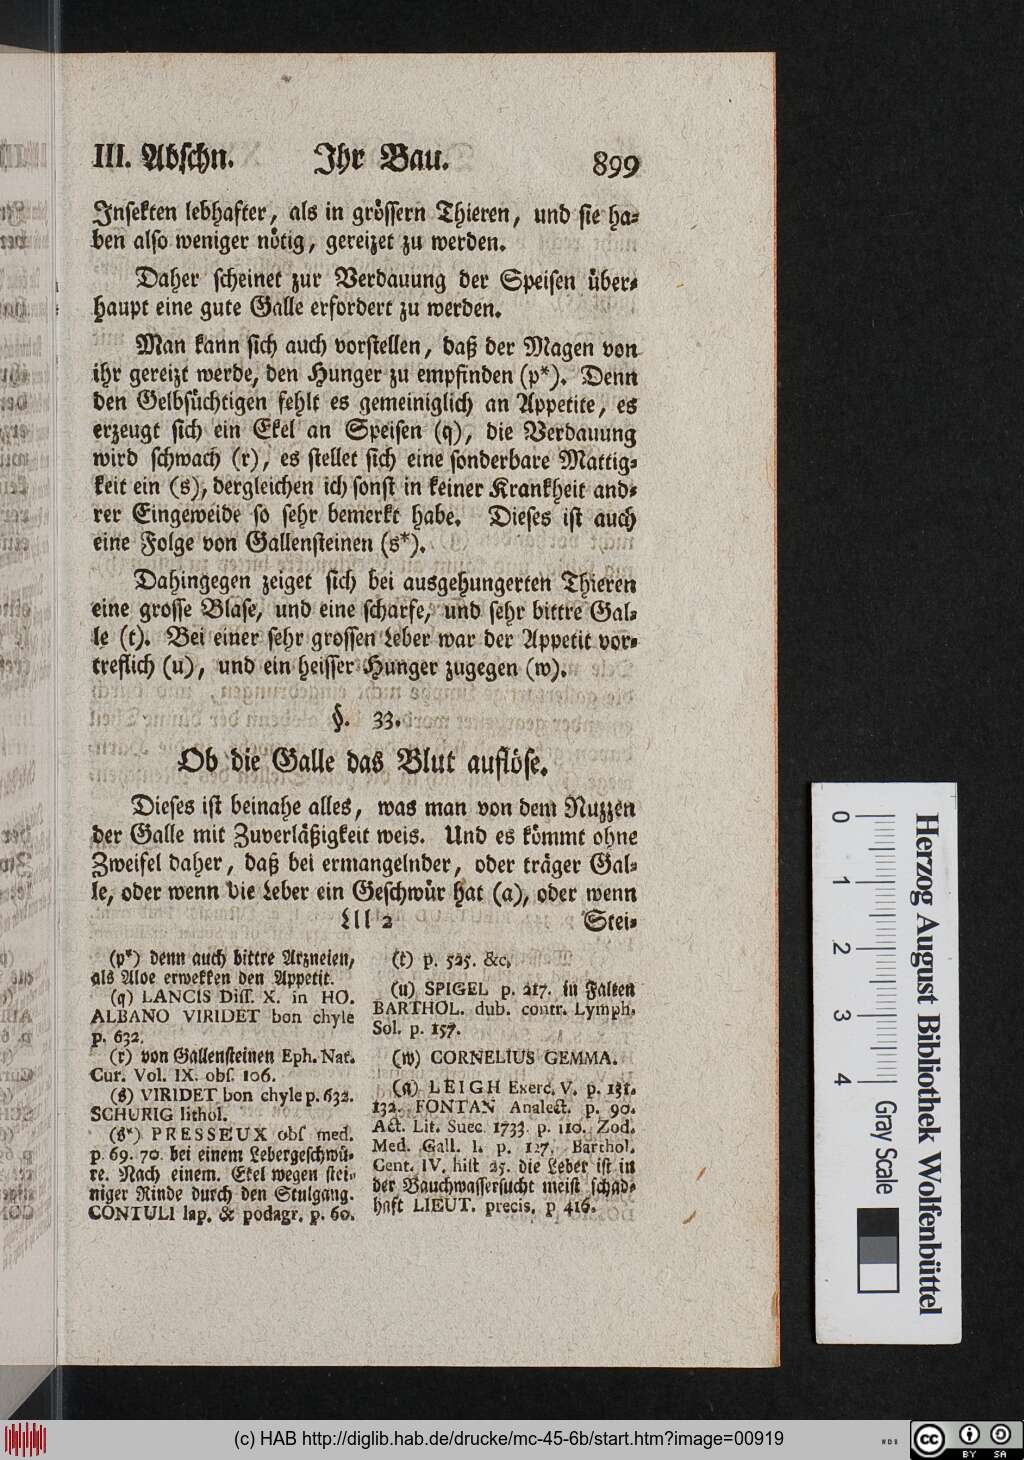 III. Abschn. Ihr Bau. 899
Insekten lebhafter, als in grössern Thieren, und sie ha=
ben also weniger nötig, gereizet zu werden.
Daher scheinet zur Verdauung der Speisen über=
haupt eine gute Galle erfordert zu werden.
Man kann sich auch vorstellen, daß der Magen von
ihr gereizt werde, den Hunger zu empfinden (p*). Denn
den Gelbsüchtigen fehlt es gemeiniglich an Appetite, es
erzeugt sich ein Ekel an Speisen (q), die Verdauung
wird schwach (r), es stellet sich eine sonderbare Mattig=
keit ein (s), dergleichen ich sonst in keiner Krankheit and=
rer Eingeweide so sehr bemerkt habe. Dieses ist auch
eine Folge von Gallensteinen (s*).
Dahingegen zeiget sich bei ausgehungerten Thieren
eine grosse Blase, und eine scharfe, und sehr bittre Gal=
le (t). Bei einer sehr grossen Leber war der Appetit vor=
treflich (u), und ein heisser Hunger zugegen (w).
§. 33.
Ob die Galle das Blut auflöse.
Dieses ist beinahe alles, was man von dem Nuzzen
der Galle mit Zuverläßigkeit weis. Und es kömmt ohne
Zweifel daher, daß bei ermangelnder, oder träger Gal=
le, oder wenn die Leber ein Geschwür hat (a), oder wenn
Lll 2 Stei=
(p*) denn auch bittre Arzneien,
als Aloe erwekken den Appetit.
(q) LANCIS Diss. X. in HO.
ALBANO VIRIDET bon chyle
p. 632.
(r) von Gallensteinen Eph. Nat.
Cur. Vol. IX. obs. 106.
(s) VIRIDET bon chyle p. 632.
SCHURIG lithol.
(s*) PRESSEUX obs med.
p. 69. 70. bei einem Lebergeschwü=
re. Nach einem. Ekel wegen stei=
niger Rinde durch den Stulgang.
CONTULI lap. & podagr. p. 60.
(t) p. 525. &c.
(u) SPIGEL p. 217. in Falten
BARTHOL. dub. contr. Lymph.
Sol. p. 157.
(w) CORNELIUS GEMMA.
(a) LEIGH Exerc. V. p. 131.
132. FONTAN Analect. p. 90.
Act. Lit. Suec. 1733. p. 110. Zod.
Med. Gall. l. p. 127. Barthol.
Cent. IV. hist 25. die Leber ist in
der Bauchwassersucht meist schad=
haft LIEUT. precis. p 416.
0 1 2 3 4
Herzog August Bibliothek Wolfenbüttel
Gray Scale
(c) HAB http://diglib.hab.de/drucke/mc-45-6b/start.htm?image=00919
WDB
cc BY SA